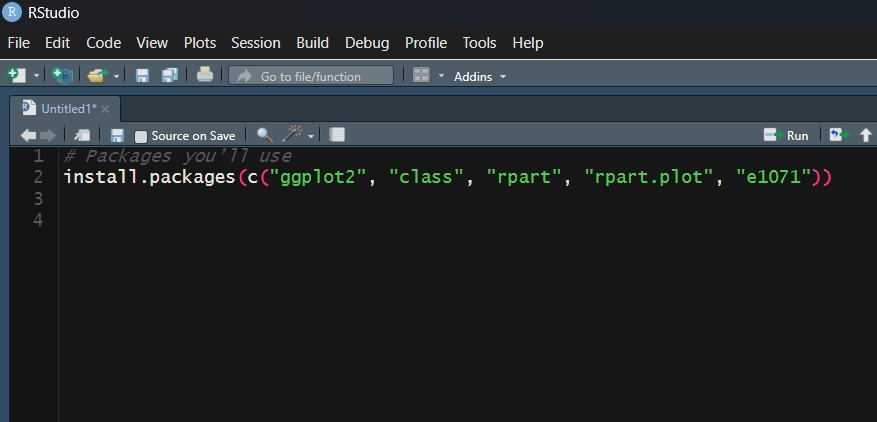 R RStudio
File Edit Code View Plots Session Build Debug Profile Tools Help
Go to file/function Addins
Untitled1*
Source on Save Run
1 # Packages you'll use
2 install.packages(c("ggplot2", "class", "rpart", "rpart.plot", "e1071"))
3
4